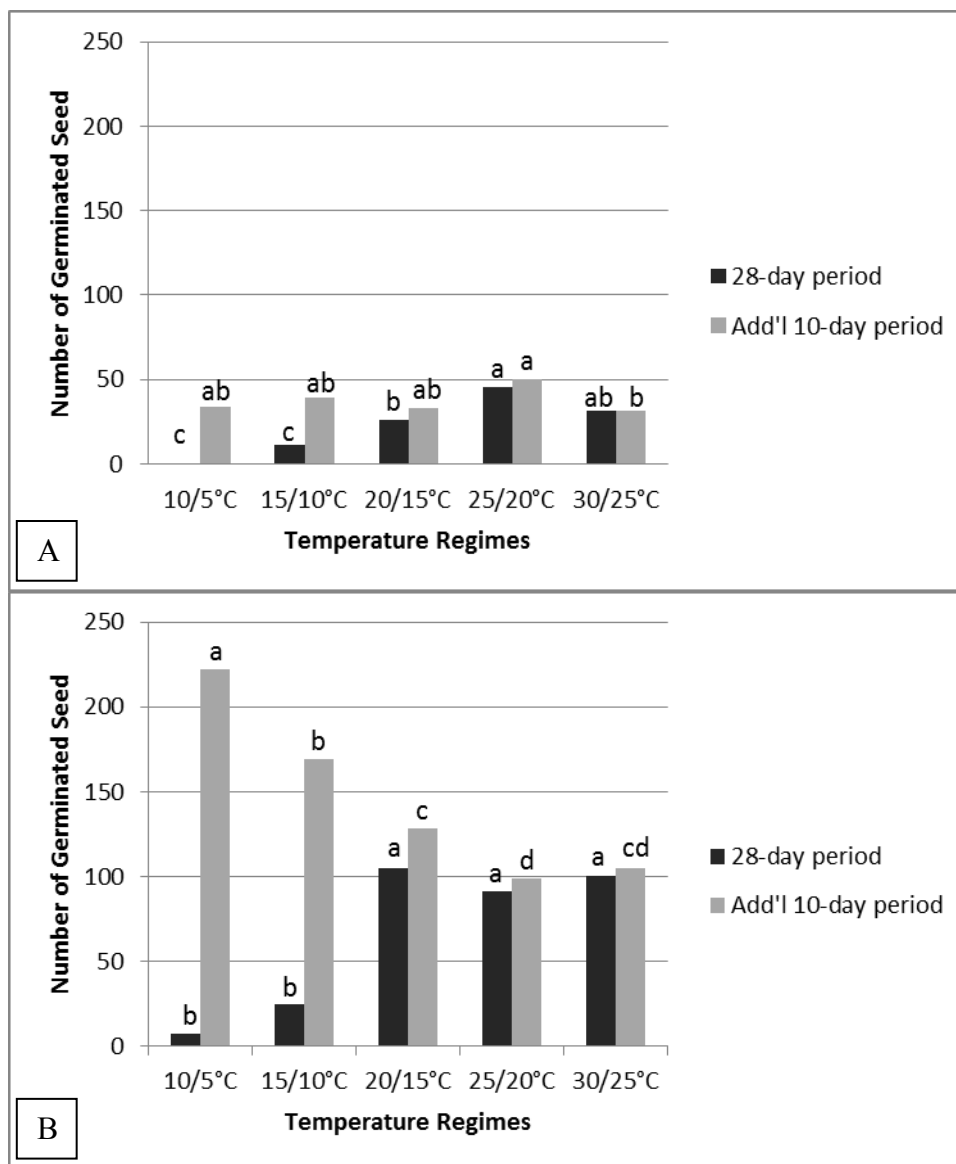 250
200
150
100
50
0
Number of Germinated Seed
c ab c ab b ab a a ab b
10/5°C 15/10°C 20/15°C 25/20°C 30/25°C
Temperature Regimes
28-day period
Add'l 10-day period
A
250
200
150
100
50
0
Number of Germinated Seed
b a b b a c a d a cd
10/5°C 15/10°C 20/15°C 25/20°C 30/25°C
Temperature Regimes
28-day period
Add'l 10-day period
B